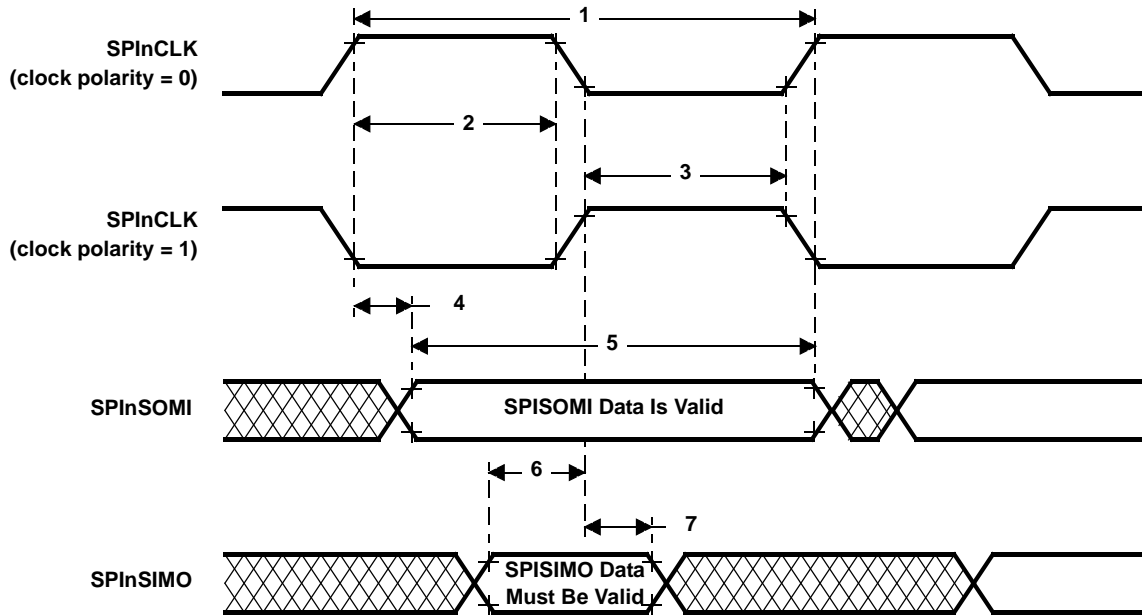 1
SPInCLK
(clock polarity = 0)
2
3
SPInCLK
(clock polarity = 1)
4
5
SPInSOMI
SPISOMI Data Is Valid
6
7
SPInSIMO
SPISIMO Data
Must Be Valid